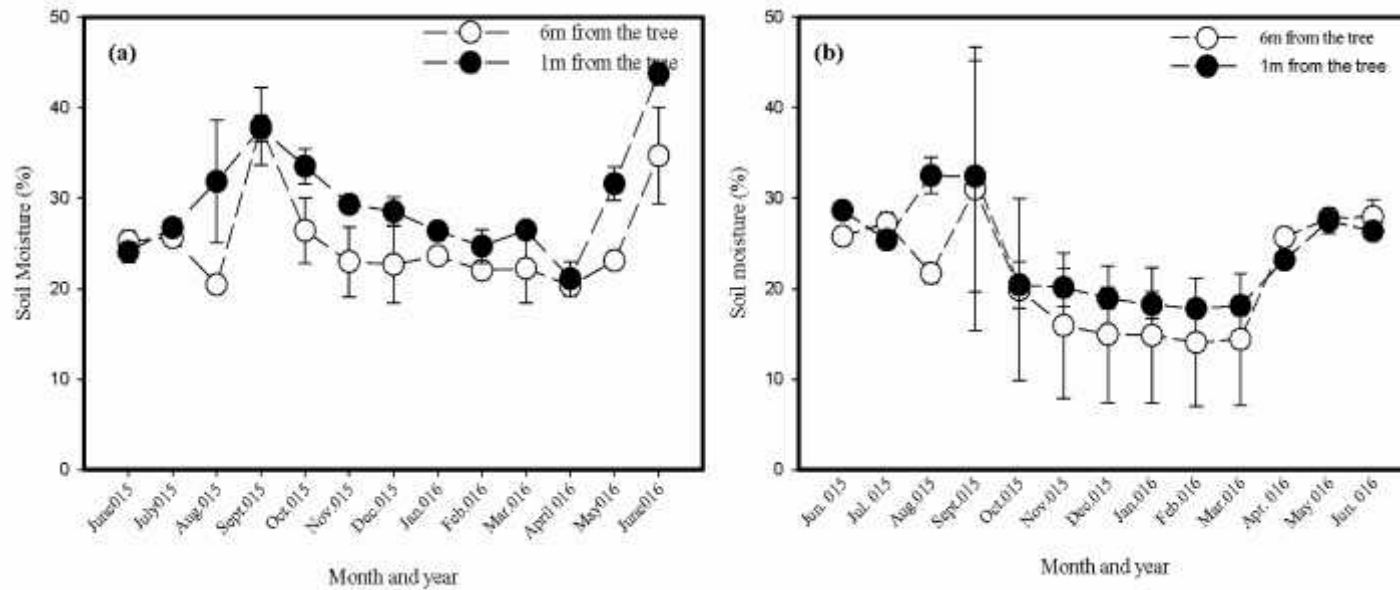 (a)
6m from the tree
1m from the tree
50
40
30
20
10
0
Soil Moisture (%)
June015
July015
Aug.015
Sept.015
Oct.015
Nov.015
Dec.015
Jan.016
Feb.016
Mar.016
April 016
May016
June016
Month and year
(b)
6m from the tree
1m from the tree
50
40
30
20
10
0
Soil moisture (%)
Jun. 015
Jul. 015
Aug.015
Sept.015
Oct.015
Nov.015
Dec.015
Jan.016
Feb.016
Mar.016
Apr. 016
May 016
Jun. 016
Month and year